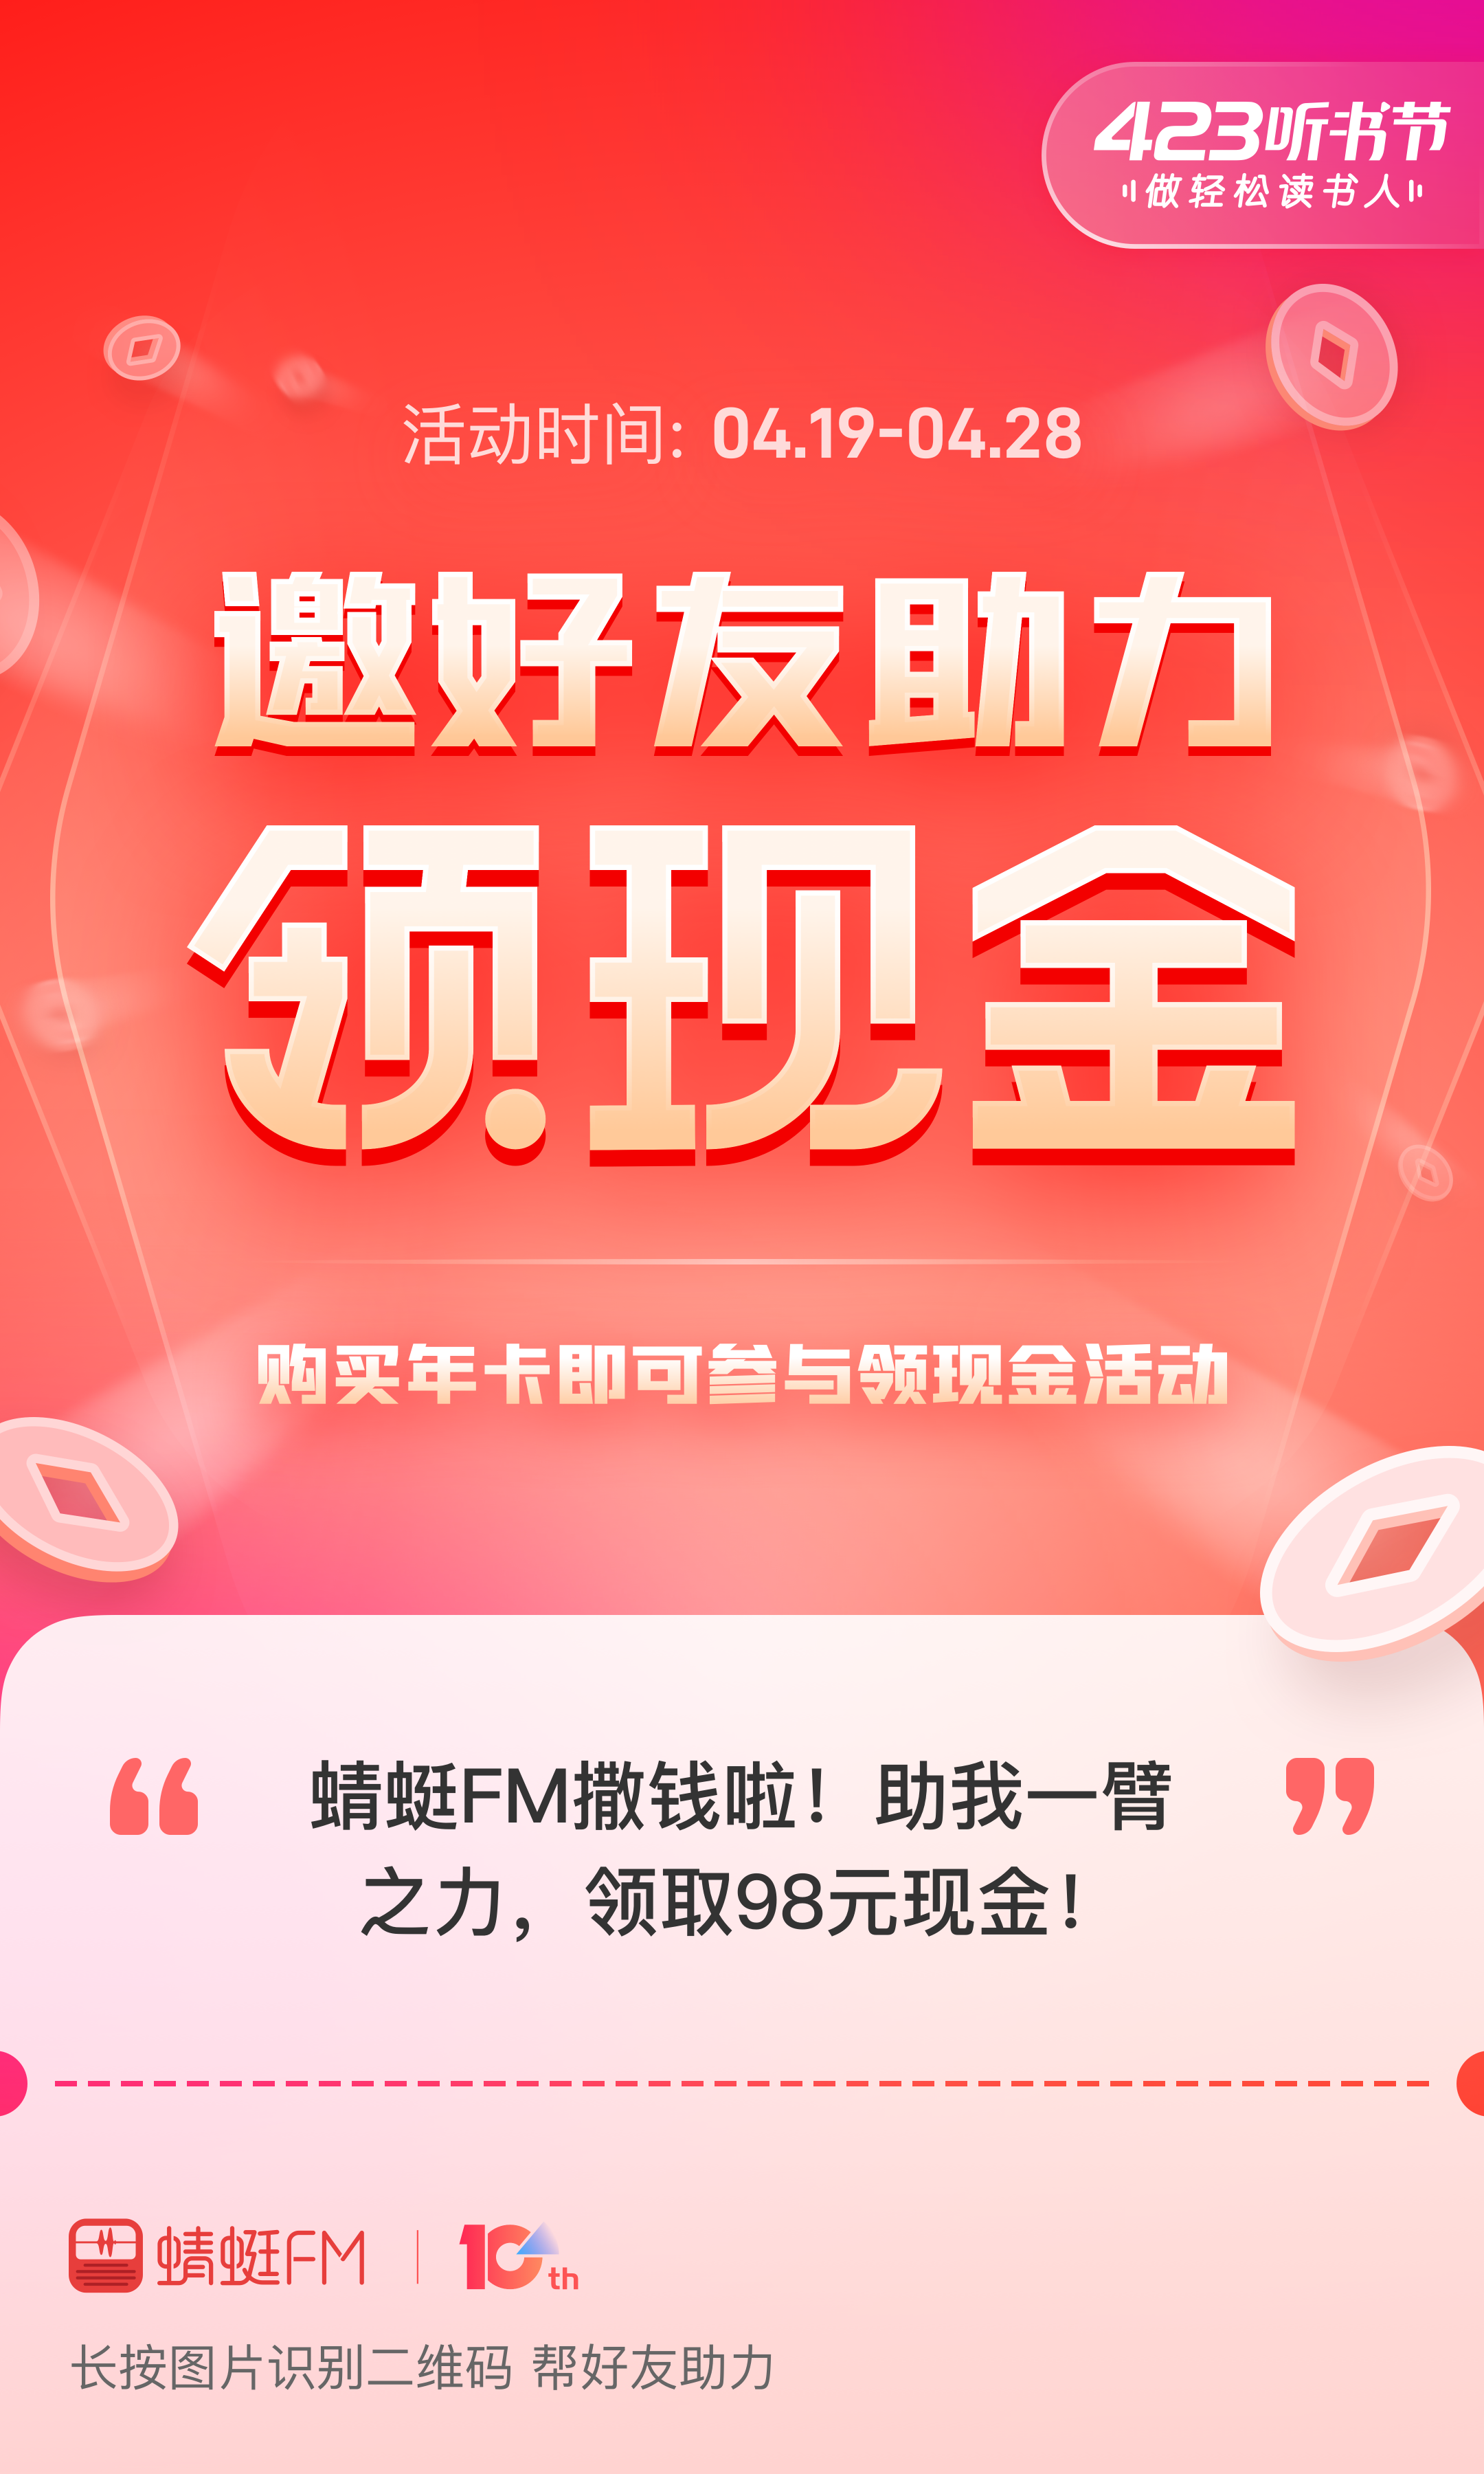 423听书节
做轻松读书人
活动时间：04.19-04.28
邀好友助力
领现金
购买年卡即可参与领现金活动
“ 蜻蜓FM撒钱啦！助我一臂 ”
之力，领取98元现金！
蜻蜓FM | 10th
长按图片识别二维码 帮好友助力